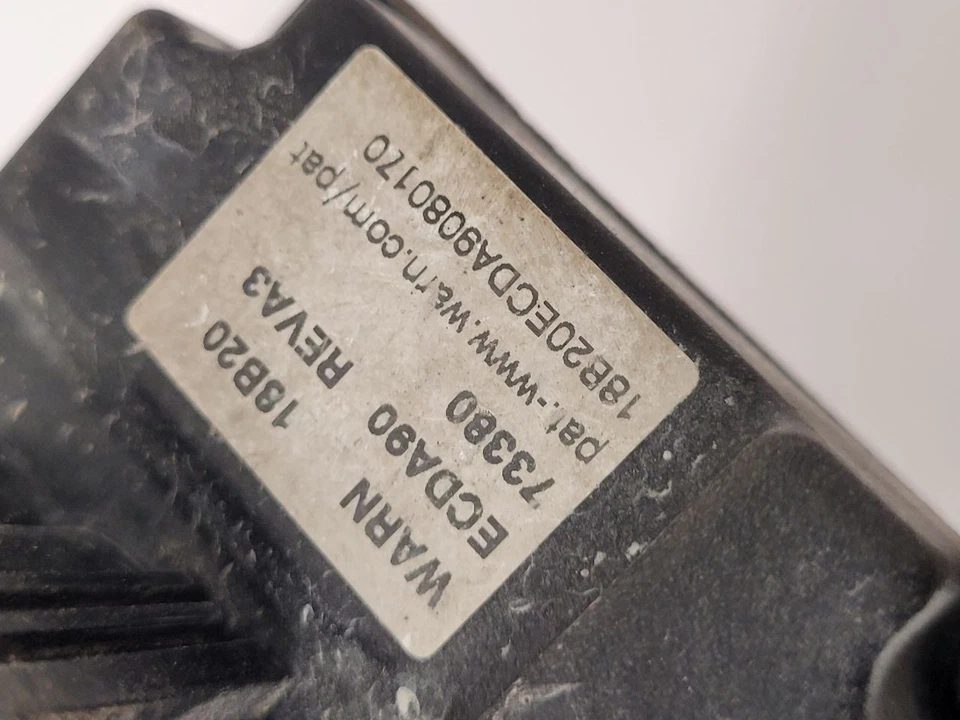 WARN 18B20
ECDA90 REVA3
73380
pat.-www.warn.com/pat
18B20ECDA9080170